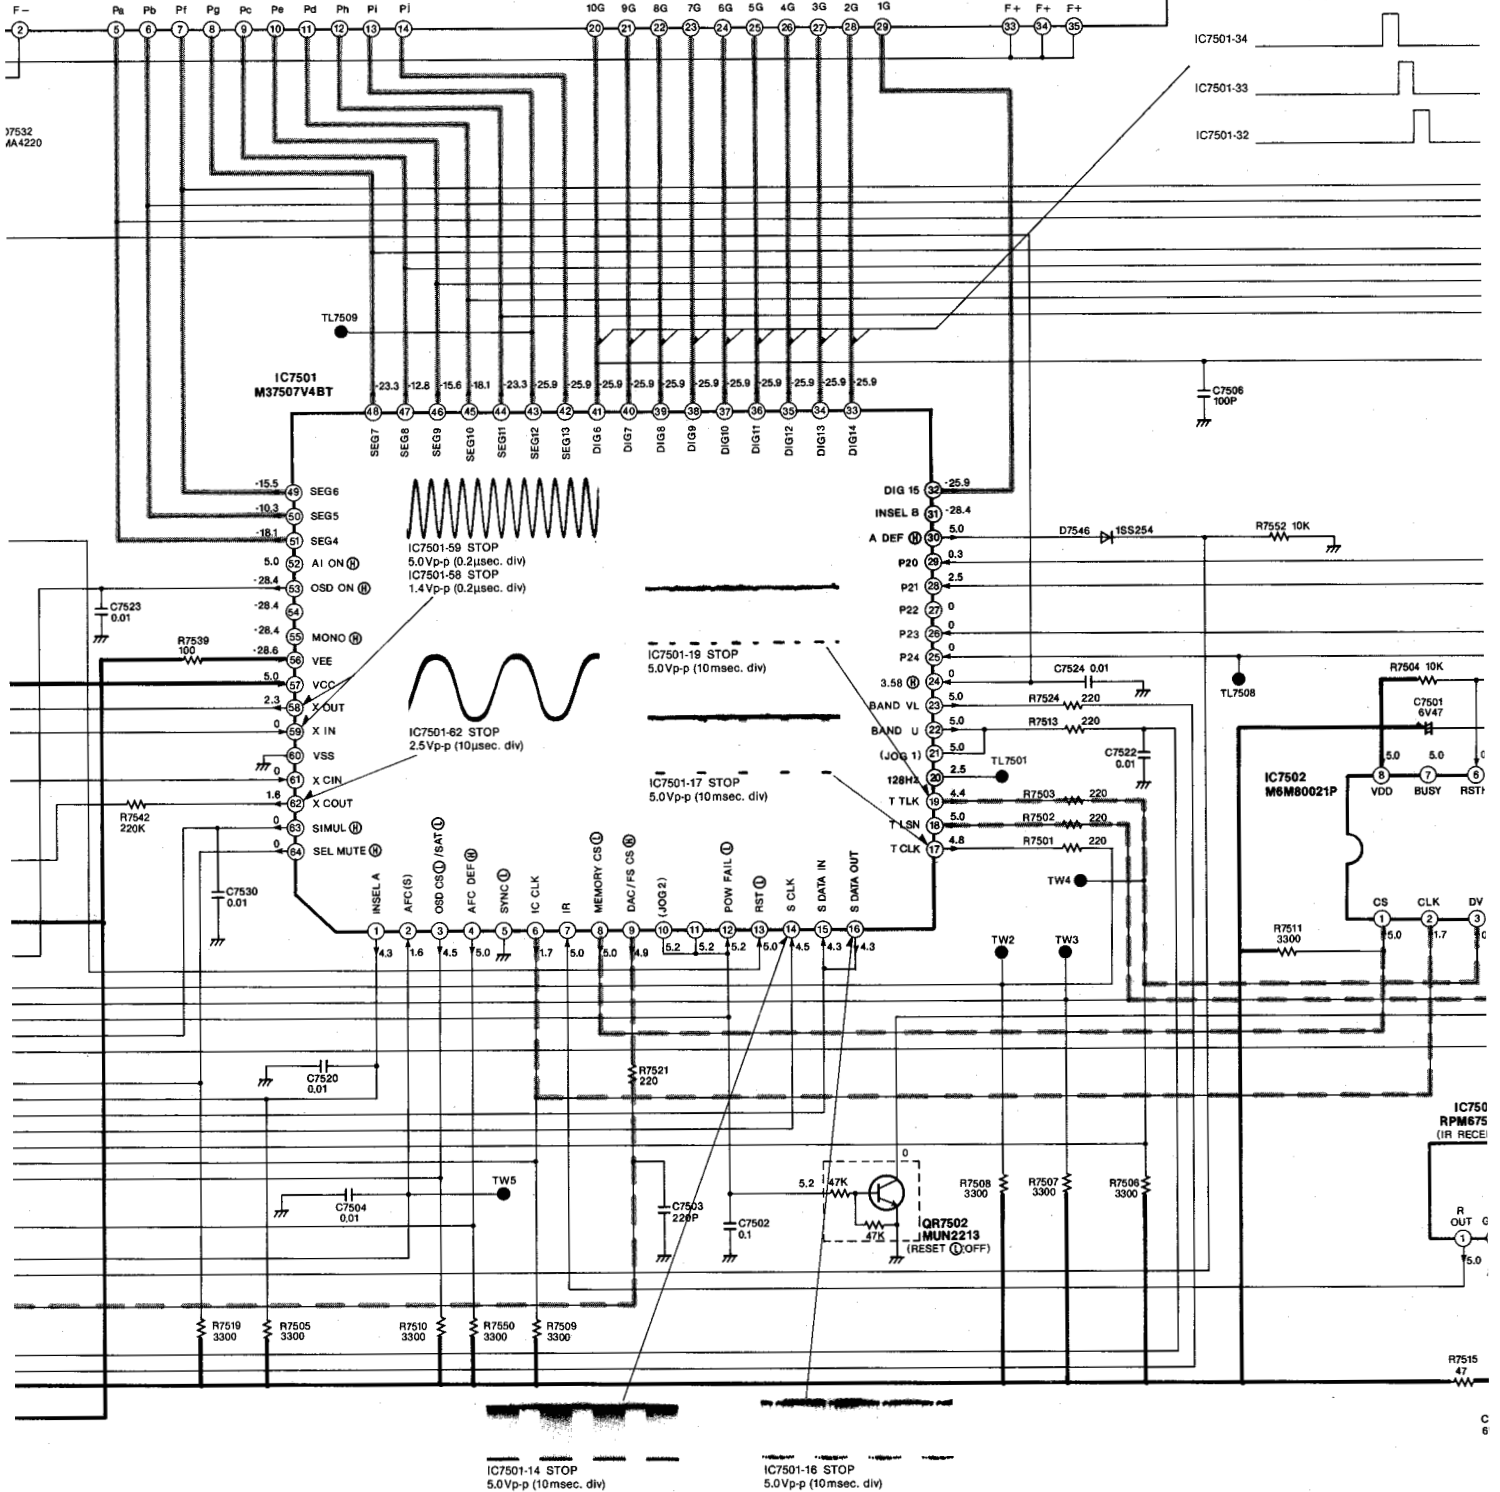 F− Pa Pb Pf Pg Pc Pe Pd Ph Pi Pj 10G 9G 8G 7G 6G 5G 4G 3G 2G 1G F+ F+ F+
2 5 6 7 8 9 10 11 12 13 14 20 21 22 23 24 25 26 27 28 29 33 34 35
IC7501-34
IC7501-33
IC7501-32
MA4220
TL7509
IC7501
M37507V4BT
-23.3 -12.8 -15.6 -18.1 -23.3 -25.9 -25.9 -25.9 -25.9 -25.9 -25.9 -25.9 -25.9 -25.9 -25.9 -25.9
48 47 46 45 44 43 42 41 40 39 38 37 36 35 34 33
SEG7 SEG8 SEG9 SEG10 SEG11 SEG12 SEG13 DIG6 DIG7 DIG8 DIG9 DIG10 DIG11 DIG12 DIG13 DIG14
C7506
100P
-15.5 49 SEG6
-10.3 50 SEG5
-18.1 51 SEG4
5.0 52 AI ON Ⓗ
-28.4 53 OSD ON Ⓗ
-28.4 54
-28.4 55 MONO Ⓗ
-28.6 56 VEE
5.0 57 VCC
2.3 58 X OUT
0 59 X IN
60 VSS
0 61 X CIN
1.6 62 X COUT
0 63 SIMUL Ⓗ
0 64 SEL MUTE Ⓗ
C7523
0.01
R7539
100
R7542
220K
C7530
0.01
IC7501-59 STOP
5.0Vp-p (0.2μsec. div)
IC7501-58 STOP
1.4Vp-p (0.2μsec. div)
IC7501-62 STOP
2.5Vp-p (10μsec. div)
IC7501-19 STOP
5.0Vp-p (10msec. div)
IC7501-17 STOP
5.0Vp-p (10msec. div)
DIG 15 32 -25.9
INSEL B 31 -28.4
A DEF Ⓗ 30 5.0
P20 29 0.3
P21 28 2.5
P22 27 0
P23 26 0
P24 25 0
3.58 Ⓗ 24 0
BAND VL 23 5.0
BAND U 22 5.0
(JOG 1) 21 5.0
128HZ 20 2.5
T TLK 19 4.4
T LSN 18 5.0
T CLK 17 4.8
D7546 1SS254
R7552 10K
C7524 0.01
R7524 220
R7513 220
C7522
0.01
TL7501
TL7508
R7503 220
R7502 220
R7501 220
TW4
R7504 10K
C7501
6V47
IC7502
M6M80021P
5.0 5.0
8 7 6
VDD BUSY
CS CLK DV
1 2 3
5.0 1.7
R7511
3300
INSEL A AFC(S) OSD CSⓁ/SAT Ⓛ AFC DEFⒽ SYNCⓁ IC CLK IR MEMORY CSⓁ DAC/FS CSⒽ (JOG2) POW FAILⓁ RST Ⓛ S CLK S DATA IN S DATA OUT
1 2 3 4 5 6 7 8 9 10 11 12 13 14 15 16
4.3 1.6 4.5 5.0 1.7 5.0 5.0 4.9 5.2 5.2 5.2 5.0 4.5 4.3 4.3
TW2 TW3
C7520
0.01
R7521
220
C7504
0.01
TW5
C7503
220P
C7502
0.1
5.2 47K
0
47K
QR7502
MUN2213
(RESET Ⓛ:OFF)
R7508
3300
R7507
3300
R7506
3300
RPM675
R
OUT
1
5.0
R7519
3300
R7505
3300
R7510
3300
R7550
3300
R7509
3300
R7515
47
IC7501-14 STOP
5.0Vp-p (10msec. div)
IC7501-16 STOP
5.0Vp-p (10msec. div)